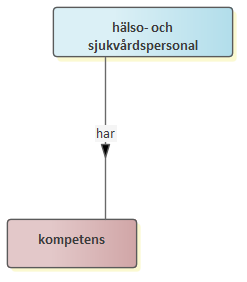 hälso- och
sjukvårdspersonal
har
kompetens